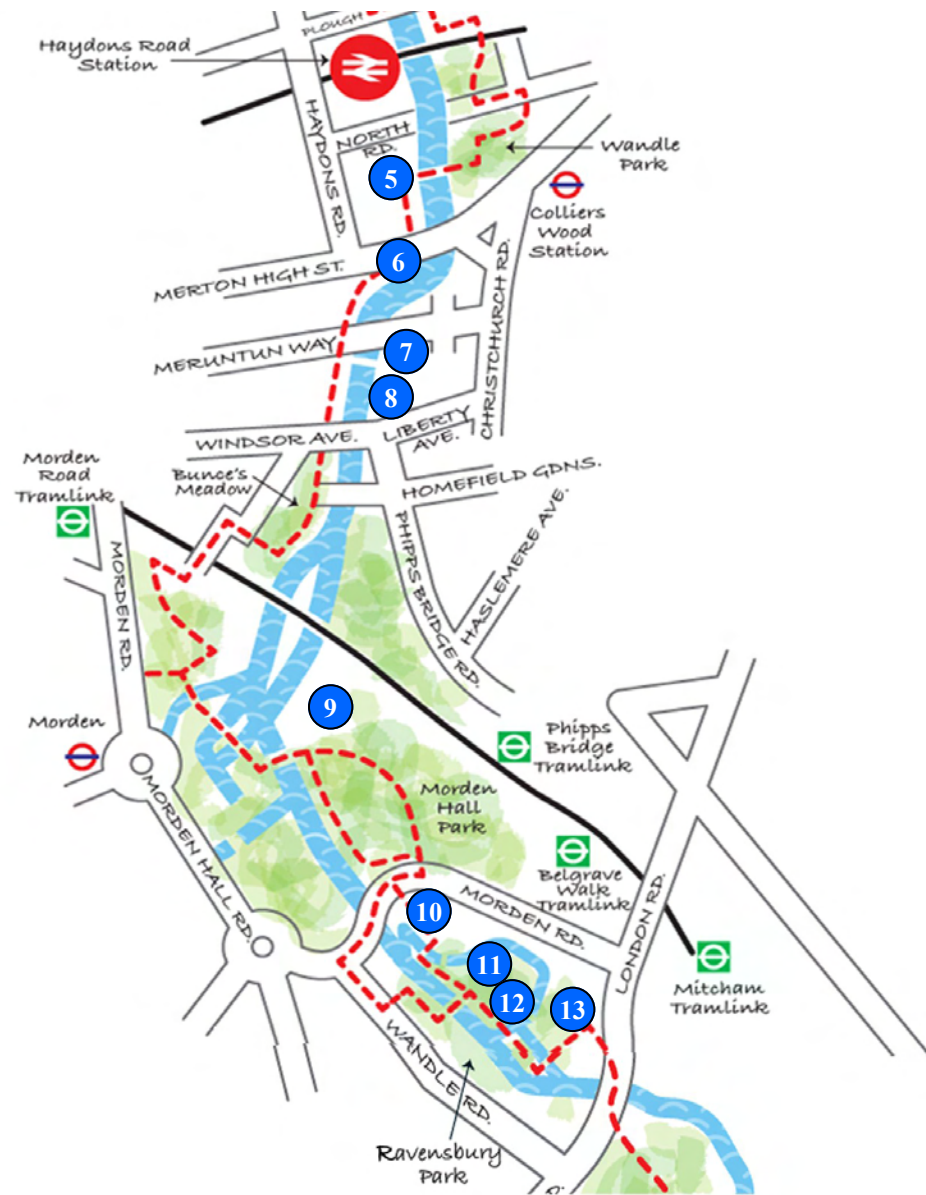 PLOUGH
Haydons Road
Station
HAYDONS RD.
NORTH
RD.
Wandle
Park
5
Colliers
Wood
Station
6
MERTON HIGH ST.
CHRISTCHURCH RD.
MERUNTUN WAY
7
8
WINDSOR AVE.
LIBERTY
AVE.
Morden
Road
Tramlink
Bunce's
Meadow
HOMEFIELD GDNS.
HASLEMERE AVE.
PHIPPS BRIDGE RD.
MORDEN RD.
9
Morden
Phipps
Bridge
Tramlink
MORDEN HALL RD.
Morden
Hall
Park
Belgrave
Walk
Tramlink
MORDEN RD.
LONDON RD.
10
11
12
13
Mitcham
Tramlink
WANDLE RD.
Ravensbury
Park
D.